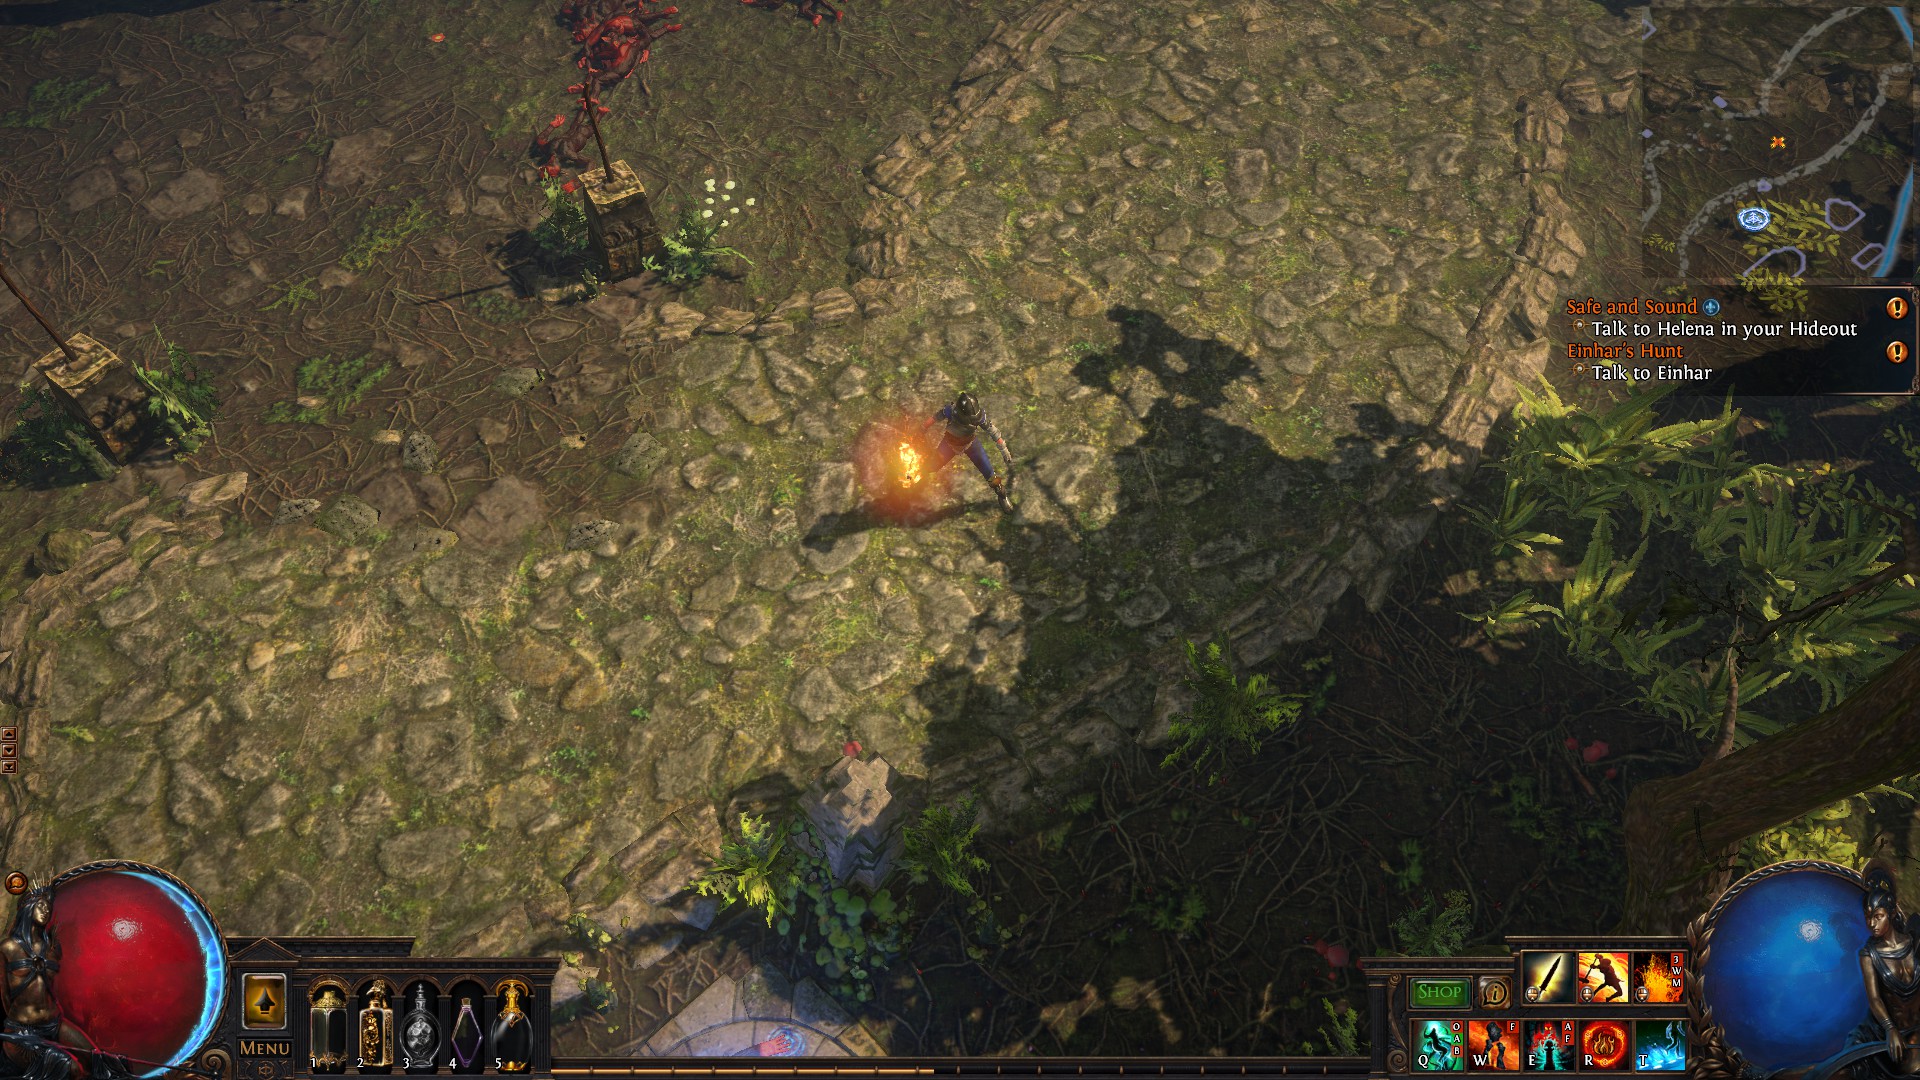 Safe and Sound
Talk to Helena in your Hideout
Einhar's Hunt
Talk to Einhar
MENU
1 2 3 4 5
SHOP
3 W M
Q O A B
W F
E A F
R
T